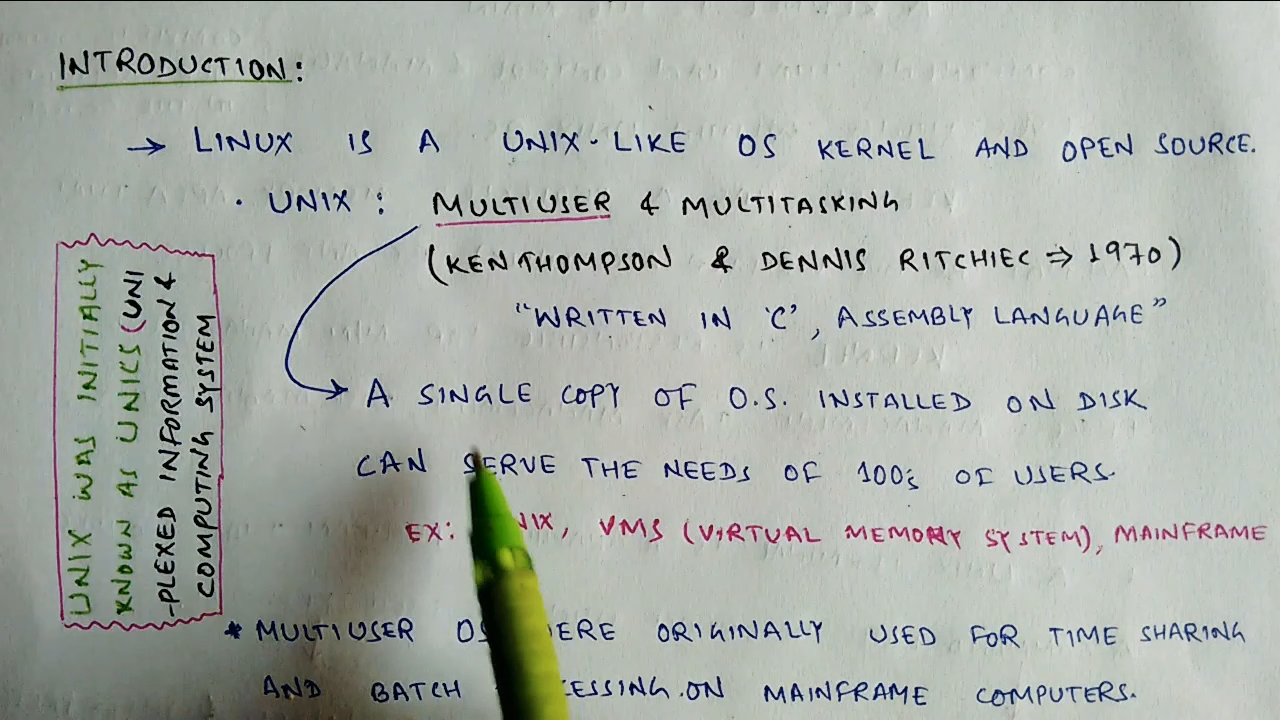 INTRODUCTION:
→ LINUX IS A UNIX-LIKE OS KERNEL AND OPEN SOURCE.
• UNIX: MULTIUSER & MULTITASKING
(KEN THOMPSON & DENNIS RITCHIEC ⇒ 1970)
"WRITTEN IN 'C', ASSEMBLY LANGUAGE"
A SINGLE COPY OF O.S. INSTALLED ON DISK
CAN SERVE THE NEEDS OF 100s OF USERS.
EX: NIX, VMS (VIRTUAL MEMORY SYSTEM), MAINFRAME
* MULTIUSER OS ERE ORIGINALLY USED FOR TIME SHARING
AND BATCH CESSING ON MAINFRAME COMPUTERS.
UNIX WAS INITIALLY
KNOWN AS UNICS (UNI
-PLEXED INFORMATION &
COMPUTING SYSTEM